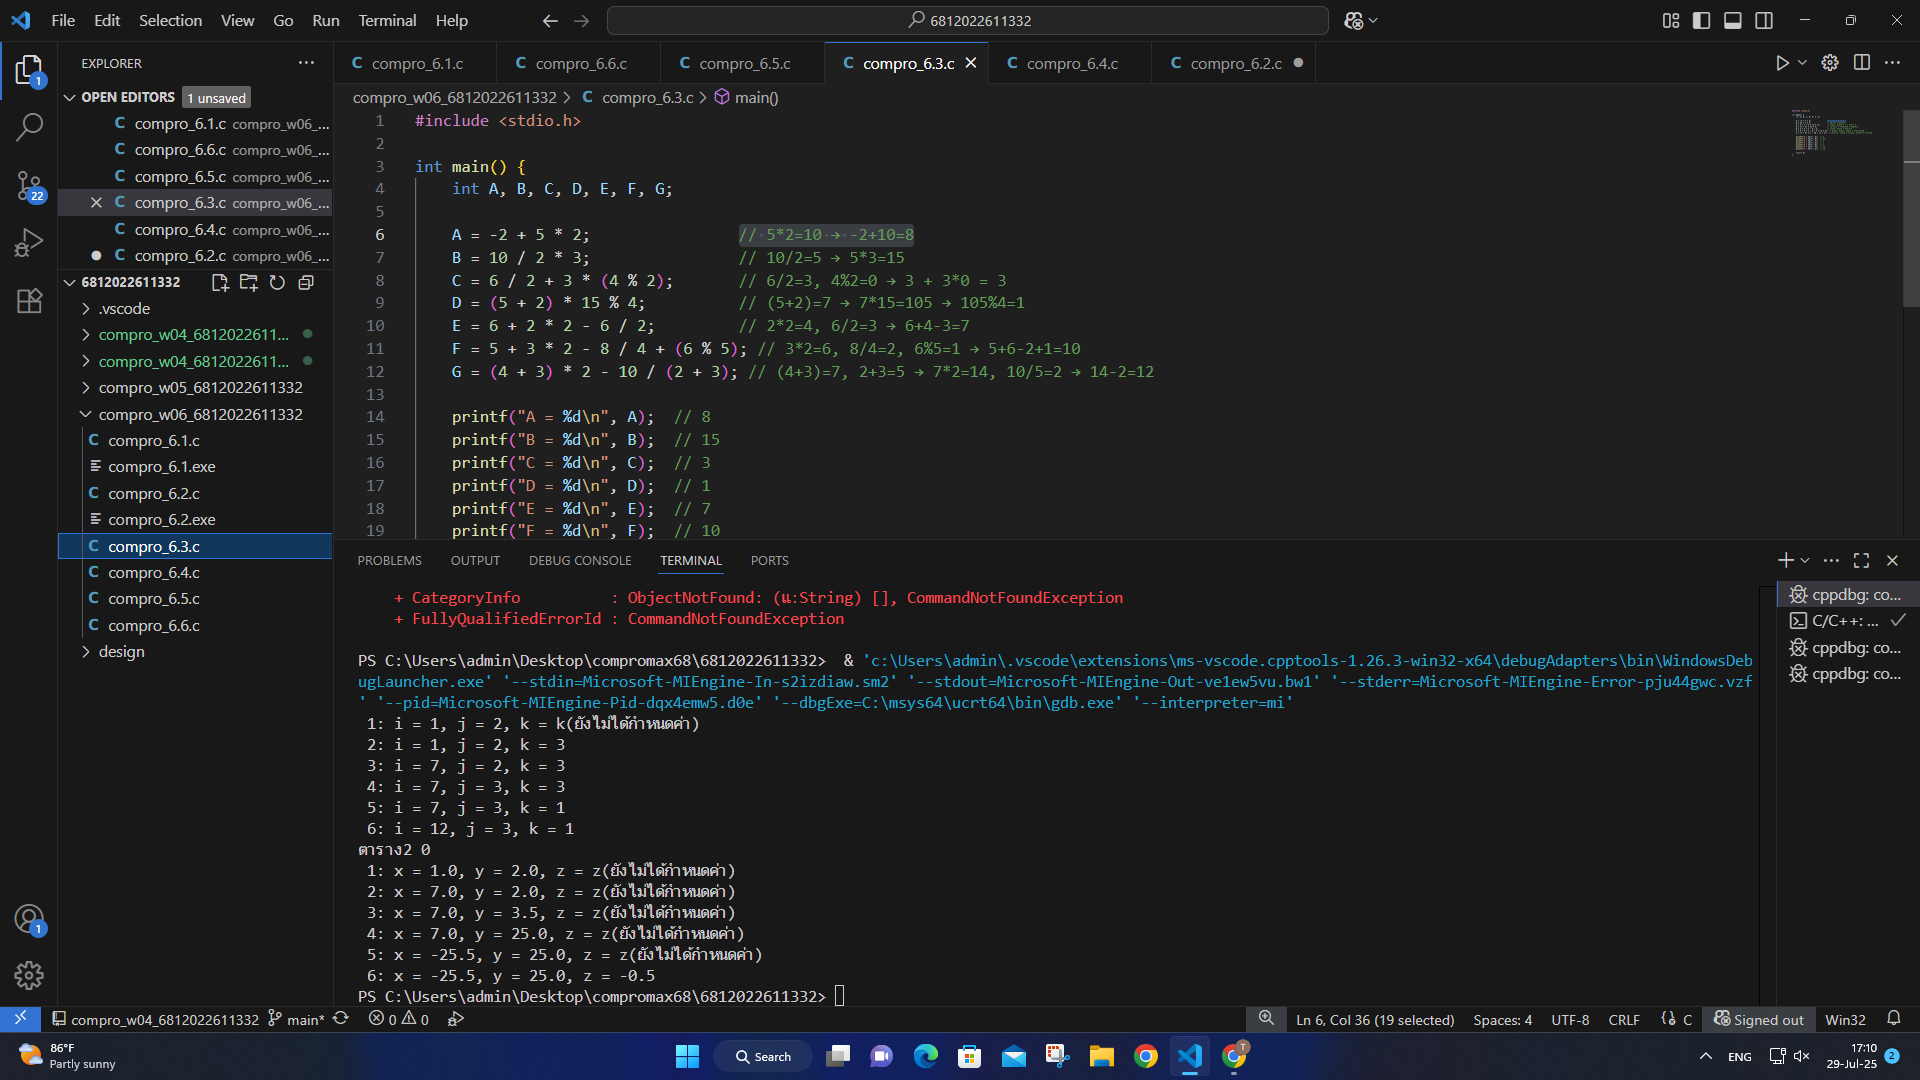 File Edit Selection View Go Run Terminal Help
6812022611332
EXPLORER
OPEN EDITORS 1 unsaved
C compro_6.1.c compro_w06_...
C compro_6.6.c compro_w06_...
C compro_6.5.c compro_w06_...
C compro_6.3.c compro_w06_...
C compro_6.4.c compro_w06_...
C compro_6.2.c compro_w06_...
6812022611332
.vscode
compro_w04_6812022611...
compro_w04_6812022611...
compro_w05_6812022611332
compro_w06_6812022611332
C compro_6.1.c
compro_6.1.exe
C compro_6.2.c
compro_6.2.exe
C compro_6.3.c
C compro_6.4.c
C compro_6.5.c
C compro_6.6.c
design
1
22
1
C compro_6.1.c C compro_6.6.c C compro_6.5.c C compro_6.3.c C compro_6.4.c C compro_6.2.c
compro_w06_6812022611332 > C compro_6.3.c > main()
1 #include <stdio.h>
2
3 int main() {
4 int A, B, C, D, E, F, G;
5
6 A = -2 + 5 * 2; // 5*2=10 → -2+10=8
7 B = 10 / 2 * 3; // 10/2=5 → 5*3=15
8 C = 6 / 2 + 3 * (4 % 2); // 6/2=3, 4%2=0 → 3 + 3*0 = 3
9 D = (5 + 2) * 15 % 4; // (5+2)=7 → 7*15=105 → 105%4=1
10 E = 6 + 2 * 2 - 6 / 2; // 2*2=4, 6/2=3 → 6+4-3=7
11 F = 5 + 3 * 2 - 8 / 4 + (6 % 5); // 3*2=6, 8/4=2, 6%5=1 → 5+6-2+1=10
12 G = (4 + 3) * 2 - 10 / (2 + 3); // (4+3)=7, 2+3=5 → 7*2=14, 10/5=2 → 14-2=12
13
14 printf("A = %d\n", A); // 8
15 printf("B = %d\n", B); // 15
16 printf("C = %d\n", C); // 3
17 printf("D = %d\n", D); // 1
18 printf("E = %d\n", E); // 7
19 printf("F = %d\n", F); // 10
PROBLEMS OUTPUT DEBUG CONSOLE TERMINAL PORTS
+ CategoryInfo : ObjectNotFound: (แ:String) [], CommandNotFoundException
+ FullyQualifiedErrorId : CommandNotFoundException
PS C:\Users\admin\Desktop\compromax68\6812022611332> & 'c:\Users\admin\.vscode\extensions\ms-vscode.cpptools-1.26.3-win32-x64\debugAdapters\bin\WindowsDeb
ugLauncher.exe' '--stdin=Microsoft-MIEngine-In-s2izdiaw.sm2' '--stdout=Microsoft-MIEngine-Out-ve1ew5vu.bw1' '--stderr=Microsoft-MIEngine-Error-pju44gwc.vzf
' '--pid=Microsoft-MIEngine-Pid-dqx4emw5.d0e' '--dbgExe=C:\msys64\ucrt64\bin\gdb.exe' '--interpreter=mi'
1: i = 1, j = 2, k = k(ยังไม่ได้กำหนดค่า)
2: i = 1, j = 2, k = 3
3: i = 7, j = 2, k = 3
4: i = 7, j = 3, k = 3
5: i = 7, j = 3, k = 1
6: i = 12, j = 3, k = 1
ตาราง2 0
1: x = 1.0, y = 2.0, z = z(ยังไม่ได้กำหนดค่า)
2: x = 7.0, y = 2.0, z = z(ยังไม่ได้กำหนดค่า)
3: x = 7.0, y = 3.5, z = z(ยังไม่ได้กำหนดค่า)
4: x = 7.0, y = 25.0, z = z(ยังไม่ได้กำหนดค่า)
5: x = -25.5, y = 25.0, z = z(ยังไม่ได้กำหนดค่า)
6: x = -25.5, y = 25.0, z = -0.5
PS C:\Users\admin\Desktop\compromax68\6812022611332>
cppdbg: co...
C/C++: ...
cppdbg: co...
cppdbg: co...
compro_w04_6812022611332 main* 0 0 Ln 6, Col 36 (19 selected) Spaces: 4 UTF-8 CRLF {} C Signed out Win32
86°F
Partly sunny
Search
T
ENG
17:10
29-Jul-25
2